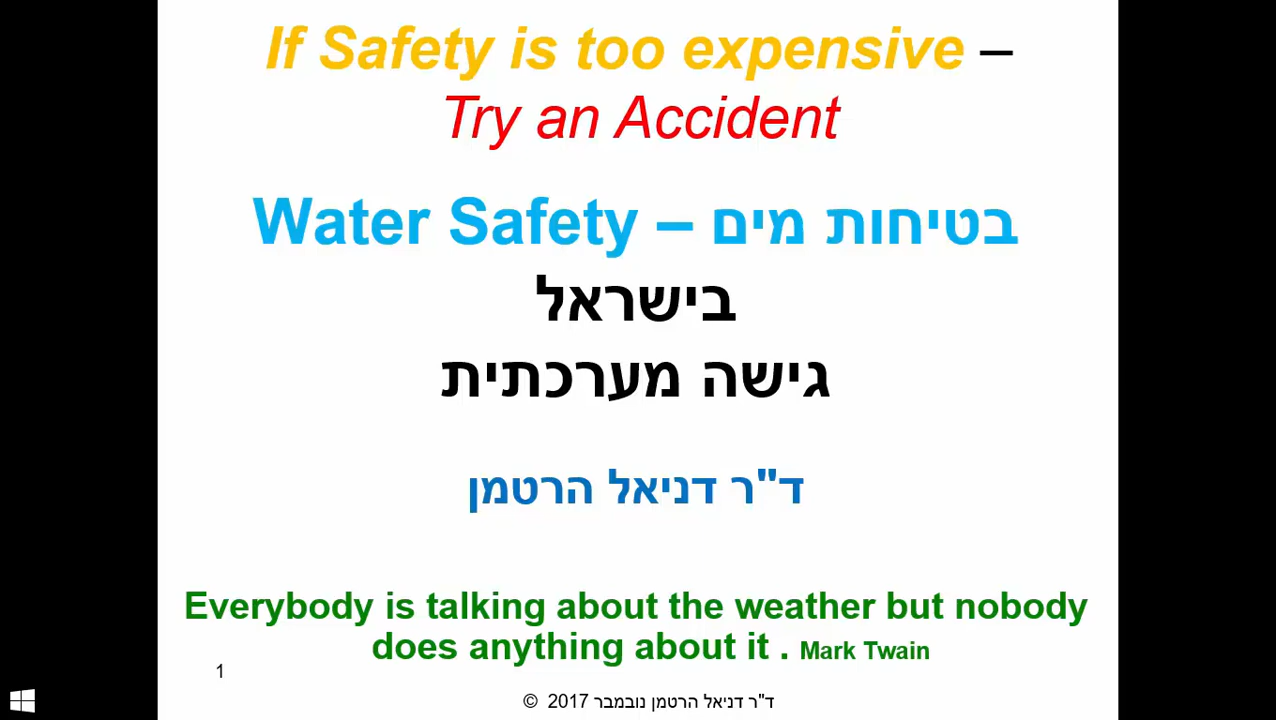 If Safety is too expensive –
Try an Accident
Water Safety – בטיחות מים
בישראל
גישה מערכתית
ד"ר דניאל הרטמן
Everybody is talking about the weather but nobody
does anything about it . Mark Twain
1
ד"ר דניאל הרטמן נובמבר 2017 ©